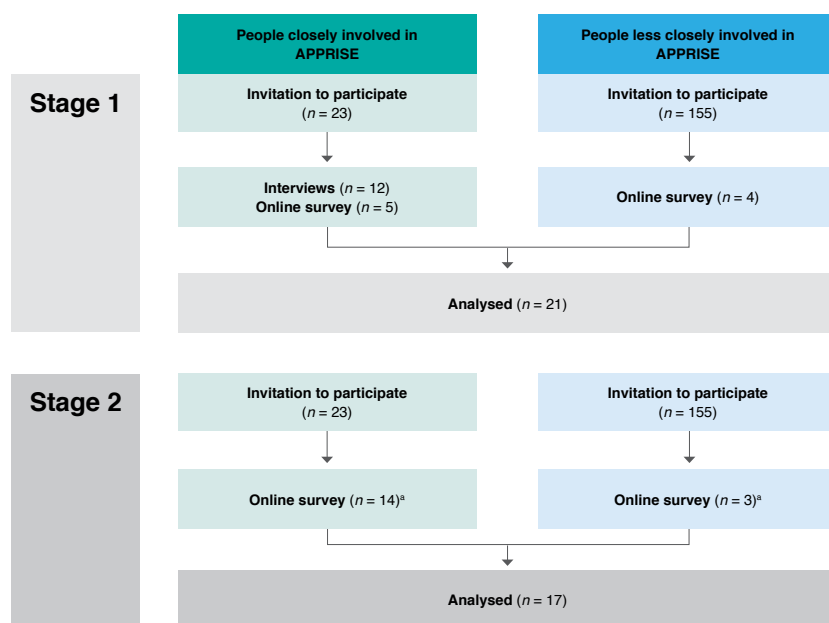 People closely involved in
APPRISE
People less closely involved in
APPRISE
Stage 1
Invitation to participate
(n = 23)
Invitation to participate
(n = 155)
Interviews (n = 12)
Online survey (n = 5)
Online survey (n = 4)
Analysed (n = 21)
Stage 2
Invitation to participate
(n = 23)
Invitation to participate
(n = 155)
Online survey (n = 14)ᵃ
Online survey (n = 3)ᵃ
Analysed (n = 17)